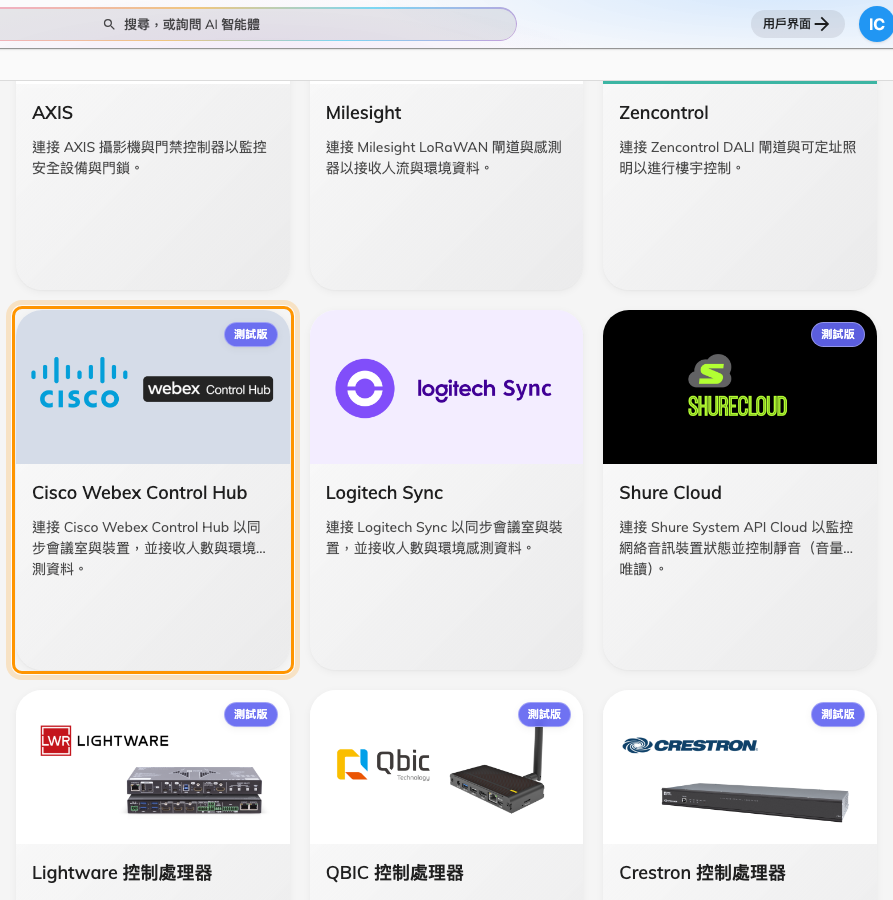 搜尋，或詢問 AI 智能體
用戶界面
IC
AXIS
連接 AXIS 攝影機與門禁控制器以監控
安全設備與門鎖。
Milesight
連接 Milesight LoRaWAN 閘道與感測
器以接收人流與環境資料。
Zencontrol
連接 Zencontrol DALI 閘道與可定址照
明以進行樓宇控制。
測試版
CISCO
webex Control Hub
Cisco Webex Control Hub
連接 Cisco Webex Control Hub 以同
步會議室與裝置，並接收人數與環境...
測資料。
logitech Sync
Logitech Sync
連接 Logitech Sync 以同步會議室與裝
置，並接收人數與環境感測資料。
測試版
S
SHURECLOUD
Shure Cloud
連接 Shure System API Cloud 以監控
網絡音訊裝置狀態並控制靜音（音量...
唯讀）。
測試版
LWR LIGHTWARE
Lightware 控制處理器
測試版
Qbic
Technology
QBIC 控制處理器
測試版
CRESTRON
Crestron 控制處理器